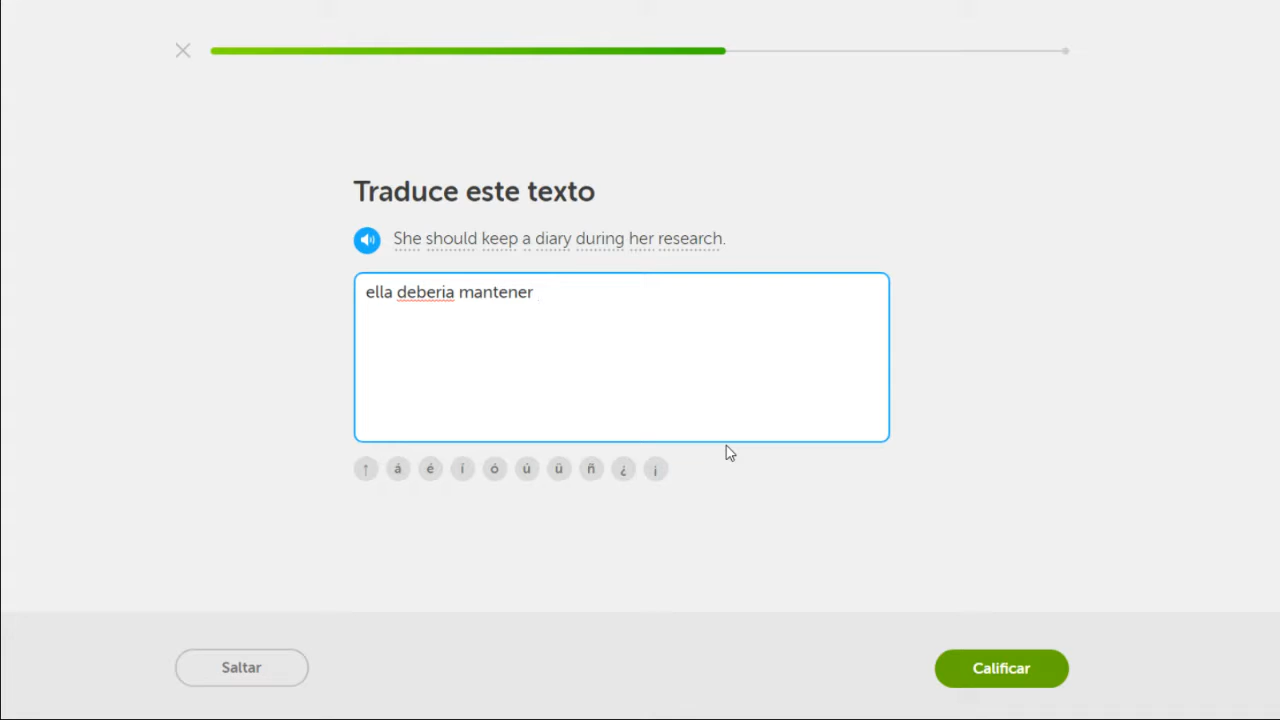 Traduce este texto
She should keep a diary during her research.
ella deberia mantener
↑ á é í ó ú ü ñ ¿ ¡
Saltar
Calificar